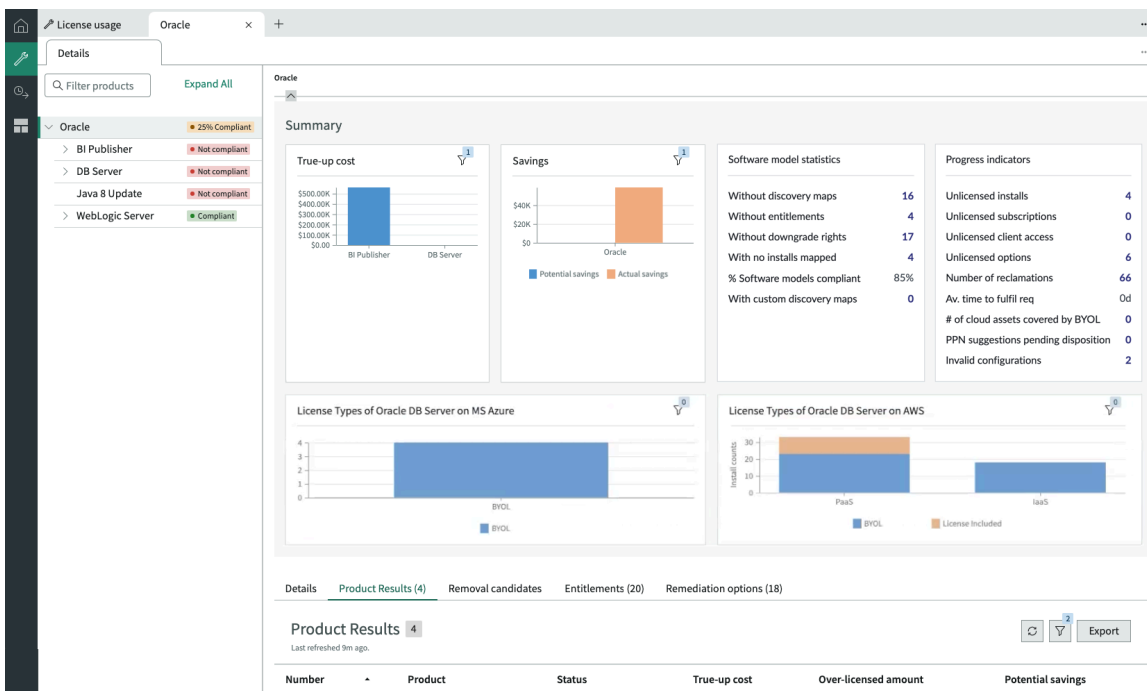 License usage
Oracle
Details
Filter products
Expand All
Oracle
25% Compliant
BI Publisher
Not compliant
DB Server
Not compliant
Java 8 Update
Not compliant
WebLogic Server
Compliant
Oracle
Summary
True-up cost
1
$500.00K
$400.00K
$300.00K
$200.00K
$100.00K
$0.00
BI Publisher
DB Server
Savings
1
$40K
$20K
$0
Oracle
Potential savings
Actual savings
Software model statistics
Without discovery maps 16
Without entitlements 4
Without downgrade rights 17
With no installs mapped 4
% Software models compliant 85%
With custom discovery maps 0
Progress indicators
Unlicensed installs 4
Unlicensed subscriptions 0
Unlicensed client access 0
Unlicensed options 6
Number of reclamations 66
Av. time to fulfil req 0d
# of cloud assets covered by BYOL 0
PPN suggestions pending disposition 0
Invalid configurations 2
License Types of Oracle DB Server on MS Azure
0
4
3
2
1
0
BYOL
BYOL
License Types of Oracle DB Server on AWS
0
Install counts
30
20
10
0
PaaS
IaaS
BYOL
License Included
Details
Product Results (4)
Removal candidates
Entitlements (20)
Remediation options (18)
Product Results 4
Last refreshed 9m ago.
2
Export
Number
Product
Status
True-up cost
Over-licensed amount
Potential savings